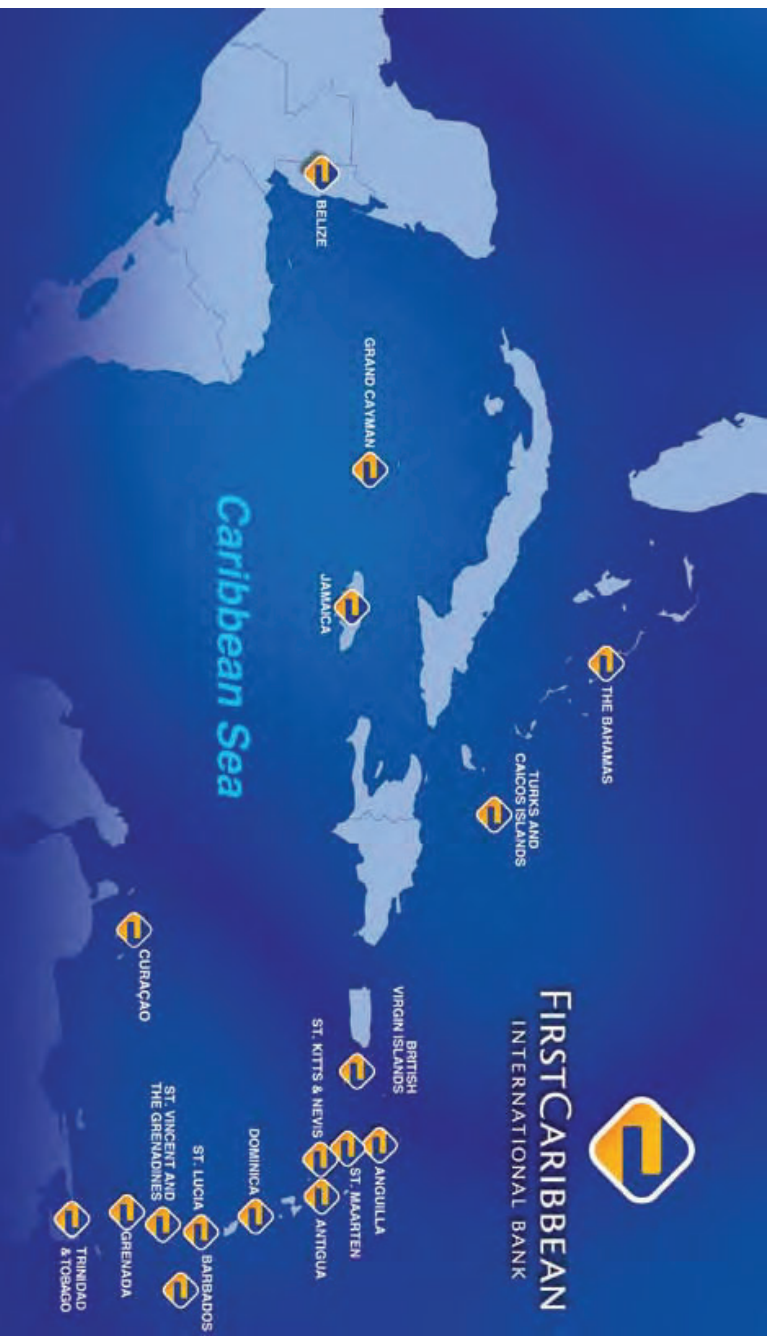 FIRSTCARIBBEAN
INTERNATIONAL BANK
THE BAHAMAS
TURKS AND
CAICOS ISLANDS
BELIZE
GRAND CAYMAN
JAMAICA
Caribbean Sea
BRITISH
VIRGIN ISLANDS
ANGUILLA
ST. MAARTEN
ST. KITTS & NEVIS
ANTIGUA
DOMINICA
ST. LUCIA
BARBADOS
ST. VINCENT AND
THE GRENADINES
GRENADA
CURAÇAO
TRINIDAD
& TOBAGO